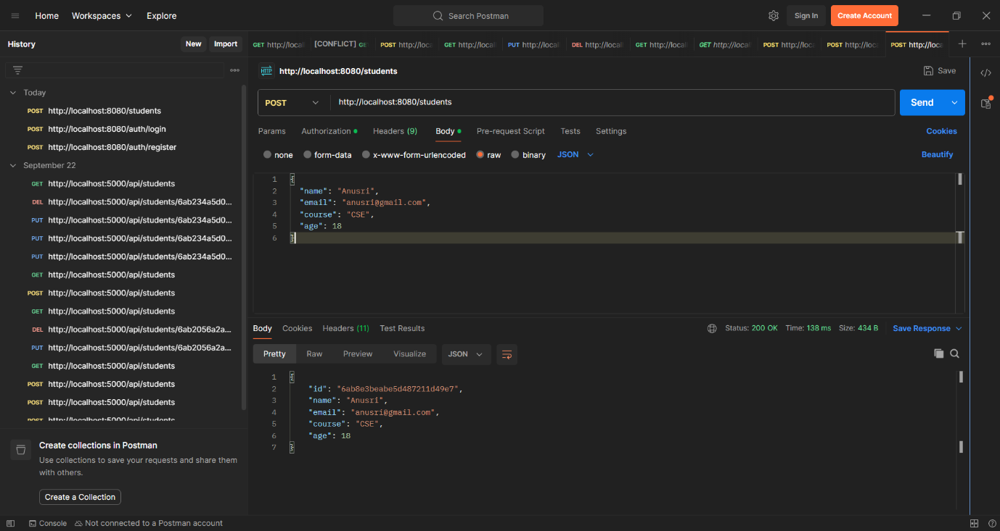 Home Workspaces Explore Search Postman Sign In Create Account
History New Import
GET http://local [CONFLICT] GE POST http://loca GET http://local PUT http://local DEL http://local GET http://local GET http://local POST http://loc POST http://loc POST http://loc
http://localhost:8080/students Save
POST http://localhost:8080/students Send
Params Authorization Headers (9) Body Pre-request Script Tests Settings Cookies
none form-data x-www-form-urlencoded raw binary JSON Beautify
1 {
2 "name": "Anusri",
3 "email": "anusri@gmail.com",
4 "course": "CSE",
5 "age": 18
6 }
Today
POST http://localhost:8080/students
POST http://localhost:8080/auth/login
POST http://localhost:8080/auth/register
September 22
GET http://localhost:5000/api/students
DEL http://localhost:5000/api/students/6ab234a5d0...
PUT http://localhost:5000/api/students/6ab234a5d0...
PUT http://localhost:5000/api/students/6ab234a5d0...
PUT http://localhost:5000/api/students/6ab234a5d0...
GET http://localhost:5000/api/students
POST http://localhost:5000/api/students
GET http://localhost:5000/api/students
DEL http://localhost:5000/api/students/6ab2056a2a...
PUT http://localhost:5000/api/students/6ab2056a2a...
GET http://localhost:5000/api/students
POST http://localhost:5000/api/students
POST http://localhost:5000/api/students
POST http://localhost:5000/api/students
Body Cookies Headers (11) Test Results Status: 200 OK Time: 138 ms Size: 434 B Save Response
Pretty Raw Preview Visualize JSON
1 {
2 "id": "6ab8e3beabe5d487211d49e7",
3 "name": "Anusri",
4 "email": "anusri@gmail.com",
5 "course": "CSE",
6 "age": 18
7 }
Create collections in Postman
Use collections to save your requests and share them
with others.
Create a Collection
Console Not connected to a Postman account